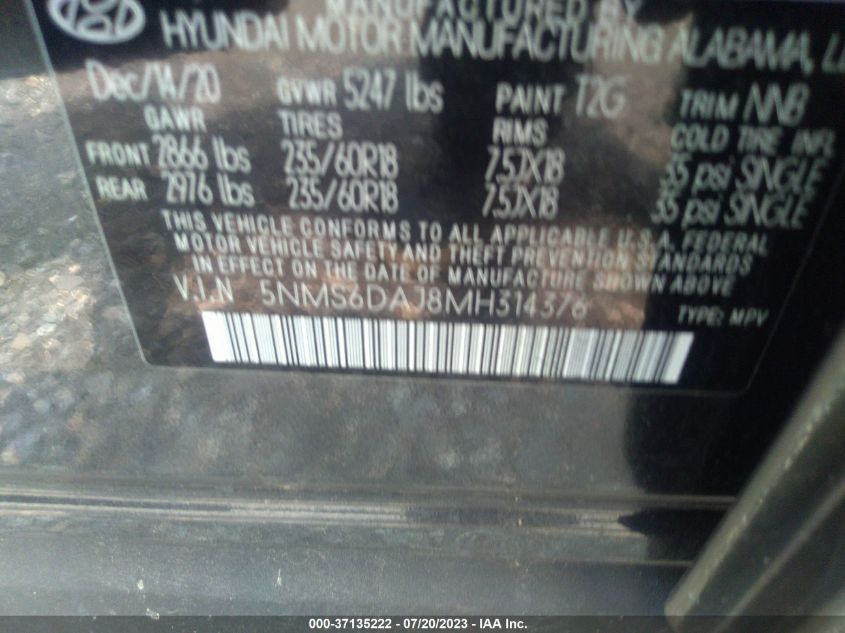 MANUFACTURED BY
HYUNDAI MOTOR MANUFACTURING ALABAMA,
Dec/14/20 GVWR 5247 lbs PAINT T2G TRIM NNB
GAWR TIRES RIMS COLD TIRE INFL
FRONT 2866 lbs 235/60R18 7.5JX18 35 psi SINGLE
REAR 2976 lbs 235/60R18 7.5JX18 35 psi SINGLE
THIS VEHICLE CONFORMS TO ALL APPLICABLE U.S.A. FEDERAL
MOTOR VEHICLE SAFETY AND THEFT PREVENTION STANDARDS
IN EFFECT ON THE DATE OF MANUFACTURE SHOWN ABOVE.
V.I.N 5NMS6DAJ8MH314376 TYPE: MPV
000-37135222 - 07/20/2023 - IAA Inc.